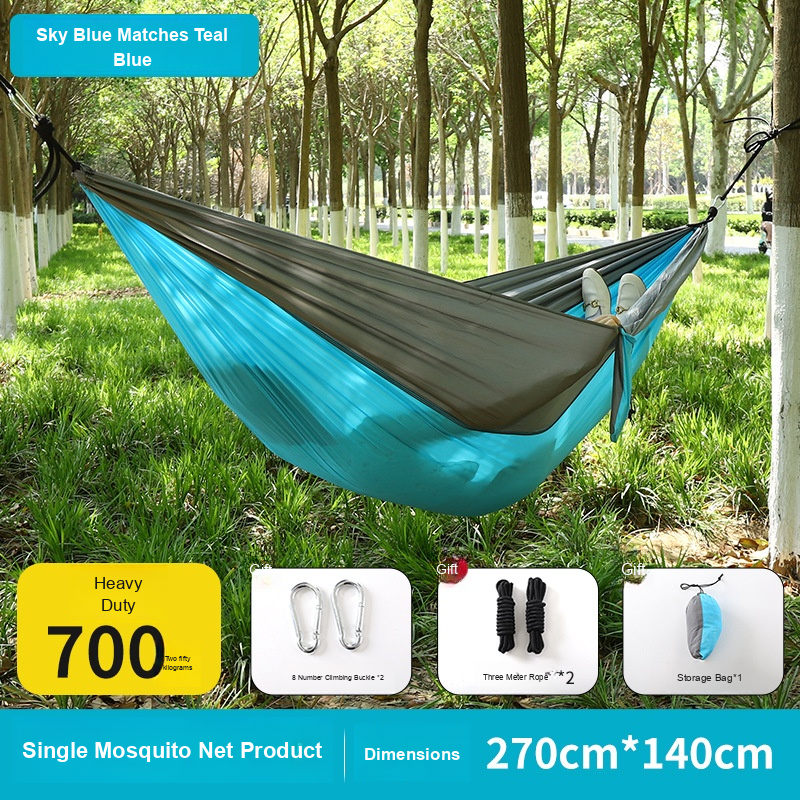 Sky Blue Matches Teal
Blue
Heavy
Duty
700
Two fifty
kilograms
Gift
8 Number Climbing Buckle *2
Gift
Three Meter Rope *2
Gift
Storage Bag*1
Single Mosquito Net Product
Dimensions
270cm*140cm